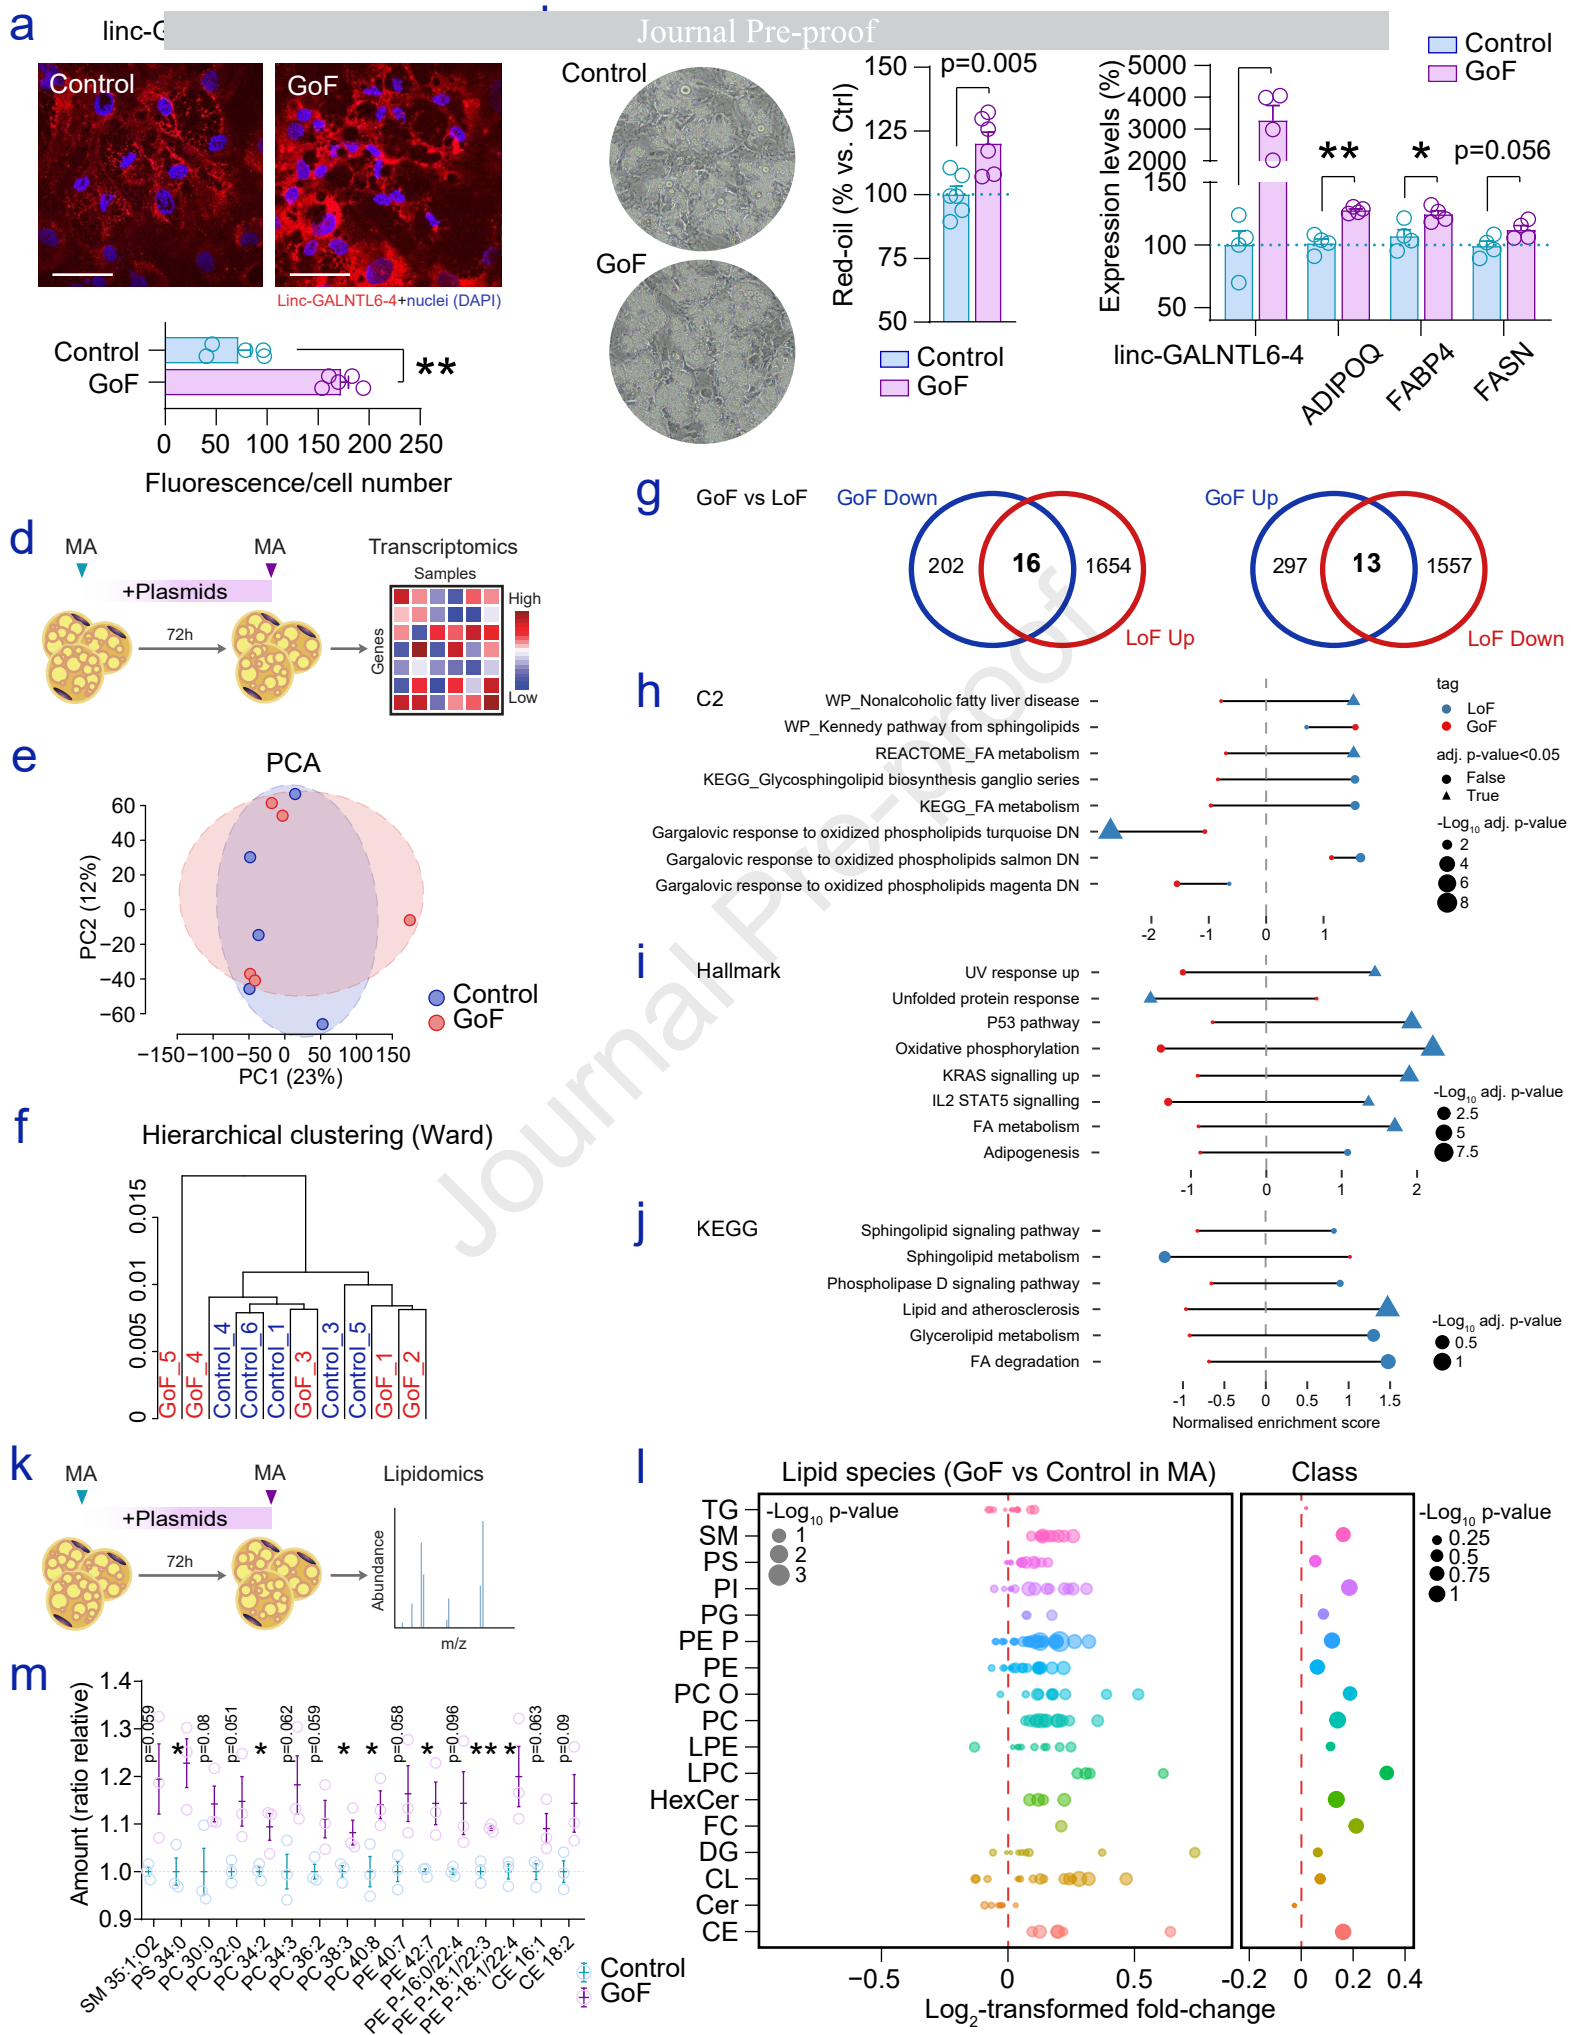 a
linc-G
Journal Pre-proof
Control
GoF
Linc-GALNTL6-4+nuclei (DAPI)
Control
GoF
**
0 50 100 150 200 250
Fluorescence/cell number
Control
GoF
Red-oil (% vs. Ctrl)
150
125
100
75
50
p=0.005
Control
GoF
Control
GoF
Expression levels (%)
5000
4000
3000
2000
150
100
50
** * p=0.056
linc-GALNTL6-4
ADIPOQ
FABP4
FASN
d
MA MA
+Plasmids
72h
Transcriptomics
Samples
Genes
High
Low
e
PCA
PC2 (12%)
60
40
20
0
−20
−40
−60
−150 −100 −50 0 50 100 150
PC1 (23%)
Control
GoF
f
Hierarchical clustering (Ward)
0.015
0.01
0.005
0
GoF_5
GoF_4
Control_4
Control_6
Control_1
GoF_3
Control_3
Control_5
GoF_1
GoF_2
g
GoF vs LoF
GoF Down
202 16 1654
LoF Up
GoF Up
297 13 1557
LoF Down
h
C2
WP_Nonalcoholic fatty liver disease
WP_Kennedy pathway from sphingolipids
REACTOME_FA metabolism
KEGG_Glycosphingolipid biosynthesis ganglio series
KEGG_FA metabolism
Gargalovic response to oxidized phospholipids turquoise DN
Gargalovic response to oxidized phospholipids salmon DN
Gargalovic response to oxidized phospholipids magenta DN
-2 -1 0 1
tag
LoF
GoF
adj. p-value<0.05
False
True
-Log10 adj. p-value
2
4
6
8
i
Hallmark
UV response up
Unfolded protein response
P53 pathway
Oxidative phosphorylation
KRAS signalling up
IL2 STAT5 signalling
FA metabolism
Adipogenesis
-1 0 1 2
-Log10 adj. p-value
2.5
5
7.5
j
KEGG
Sphingolipid signaling pathway
Sphingolipid metabolism
Phospholipase D signaling pathway
Lipid and atherosclerosis
Glycerolipid metabolism
FA degradation
-1 -0.5 0 0.5 1 1.5
Normalised enrichment score
-Log10 adj. p-value
0.5
1
k
MA MA
+Plasmids
72h
Lipidomics
Abundance
m/z
l
Lipid species (GoF vs Control in MA)
Class
-Log10 p-value
1
2
3
-Log10 p-value
0.25
0.5
0.75
1
TG
SM
PS
PI
PG
PE P
PE
PC O
PC
LPE
LPC
HexCer
FC
DG
CL
Cer
CE
−0.5 0 0.5
-0.2 0 0.2 0.4
Log2-transformed fold-change
m
Amount (ratio relative)
1.4
1.3
1.2
1.1
1.0
0.9
p=0.059
*
p=0.08
p=0.051
*
p=0.062
p=0.059
*
*
p=0.058
*
p=0.096
**
*
p=0.063
p=0.09
SM 35:1;O2
PS 34:0
PC 30:0
PC 32:0
PC 34:2
PC 34:3
PC 36:2
PC 38:3
PC 40:8
PE 40:7
PE 42:7
PE P-16:0/22:4
PE P-18:1/22:3
PE P-18:1/22:4
CE 16:1
CE 18:2
Control
GoF
Journal Pre-proof